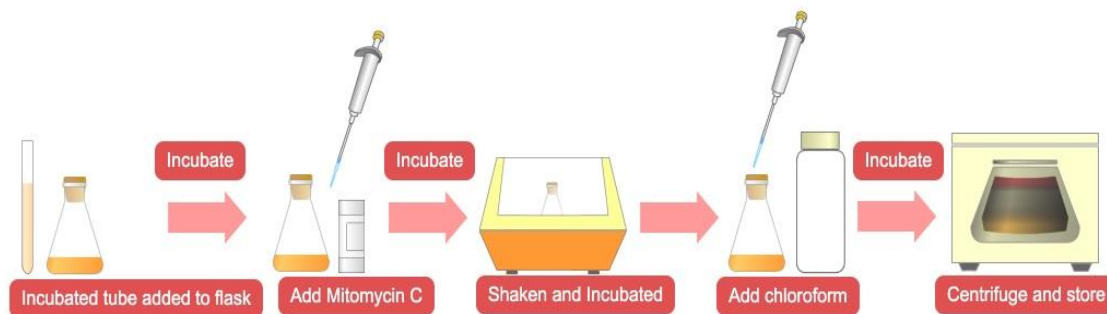 Incubate
Incubate
Incubate
Incubated tube added to flask
Add Mitomycin C
Shaken and Incubated
Add chloroform
Centrifuge and store